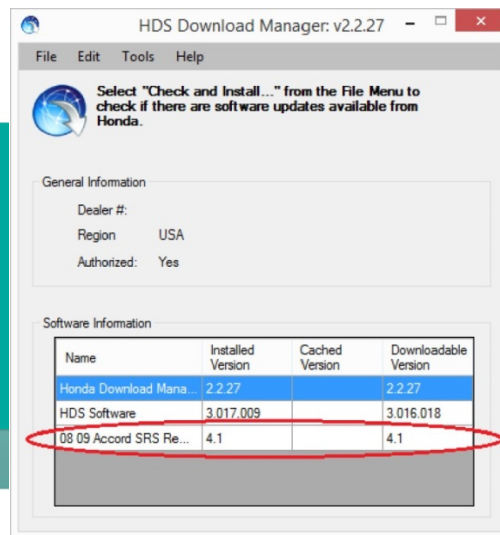 HDS Download Manager: v2.2.27
File Edit Tools Help
Select "Check and Install..." from the File Menu to
check if there are software updates available from
Honda.
General Information
Dealer #:
Region USA
Authorized: Yes
Software Information
Name Installed Version Cached Version Downloadable Version
Honda Download Mana... 2.2.27 2.2.27
HDS Software 3.017.009 3.016.018
08 09 Accord SRS Re... 4.1 4.1